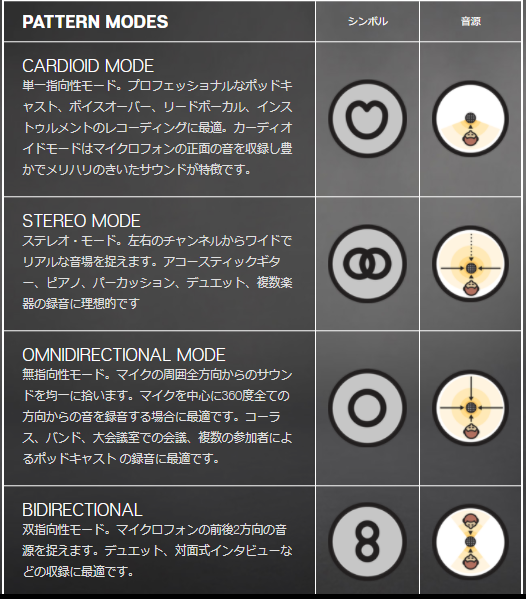 PATTERN MODES シンボル 音源
CARDIOID MODE
単一指向性モード。プロフェッショナルなポッドキ
ャスト、ボイスオーバー、リードボーカル、インス
トゥルメントのレコーディングに最適。カーディオ
イドモードはマイクロフォンの正面の音を収録し豊
かでメリハリのきいたサウンドが特徴です。
STEREO MODE
ステレオ・モード。左右のチャンネルからワイドで
リアルな音場を捉えます。アコースティックギタ
ー、ピアノ、パーカッション、デュエット、複数楽
器の録音に理想的です
OMNIDIRECTIONAL MODE
無指向性モード。マイクの周囲全方向からのサウン
ドを均一に拾います。マイクを中心に360度全ての
方向からの音を録音する場合に最適です。コーラ
ス、バンド、大会議室での会議、複数の参加者によ
るポッドキャスト の録音に最適です。
BIDIRECTIONAL
双指向性モード。マイクロフォンの前後2方向の音
源を捉えます。デュエット、対面式インタビューな
どの収録に最適です。